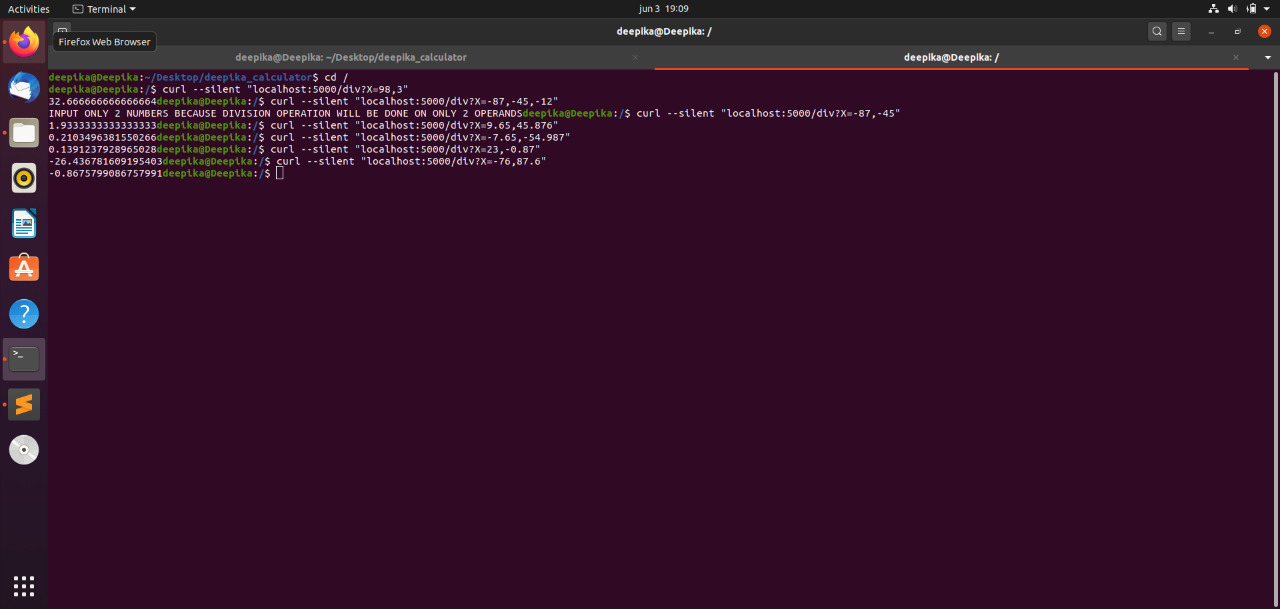 Activities
Terminal
jun 3 19:09
deepika@Deepika: /
Firefox Web Browser
deepika@Deepika: ~/Desktop/deepika_calculator
deepika@Deepika: /
deepika@Deepika:~/Desktop/deepika_calculator$ cd /
deepika@Deepika:/$ curl --silent "localhost:5000/div?X=98,3"
32.666666666666664deepika@Deepika:/$ curl --silent "localhost:5000/div?X=-87,-45,-12"
INPUT ONLY 2 NUMBERS BECAUSE DIVISION OPERATION WILL BE DONE ON ONLY 2 OPERANDSdeepika@Deepika:/$ curl --silent "localhost:5000/div?X=-87,-45"
1.9333333333333333deepika@Deepika:/$ curl --silent "localhost:5000/div?X=9.65,45.876"
0.2103496381550266deepika@Deepika:/$ curl --silent "localhost:5000/div?X=-7.65,-54.987"
0.1391237928965028deepika@Deepika:/$ curl --silent "localhost:5000/div?X=23,-0.87"
-26.436781609195403deepika@Deepika:/$ curl --silent "localhost:5000/div?X=-76,87.6"
-0.8675799086757991deepika@Deepika:/$